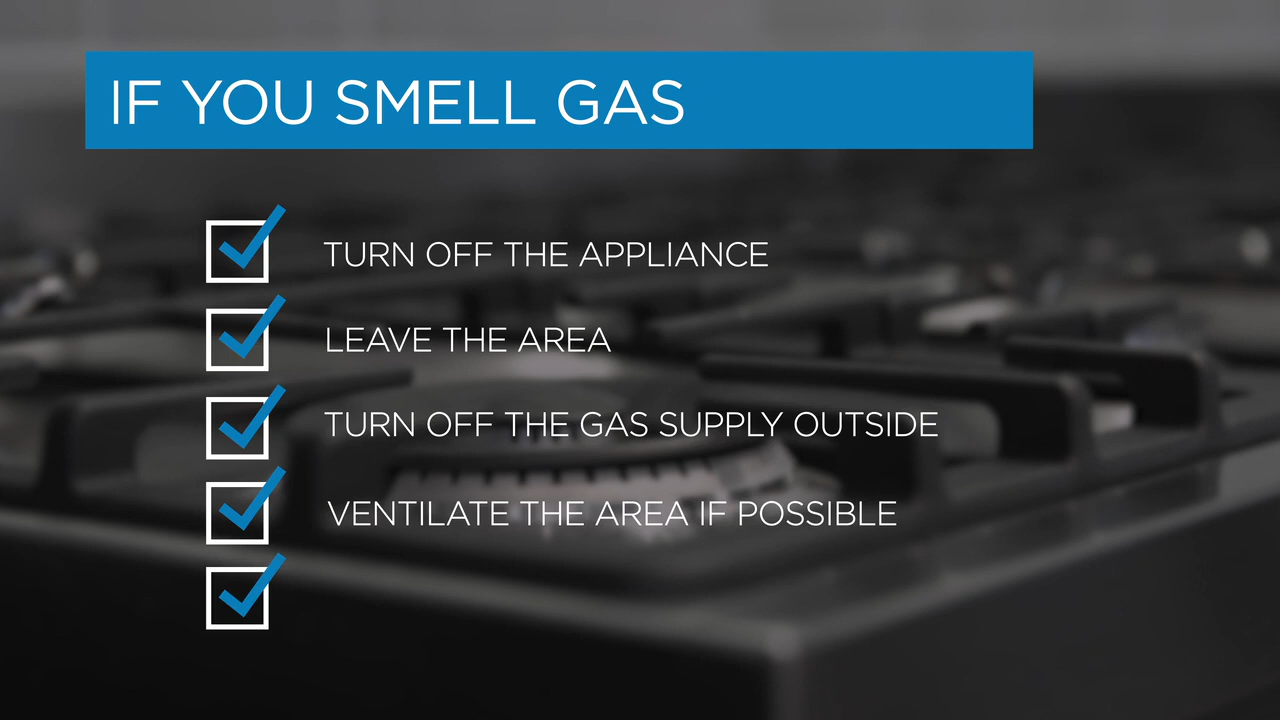 IF YOU SMELL GAS
TURN OFF THE APPLIANCE
LEAVE THE AREA
TURN OFF THE GAS SUPPLY OUTSIDE
VENTILATE THE AREA IF POSSIBLE